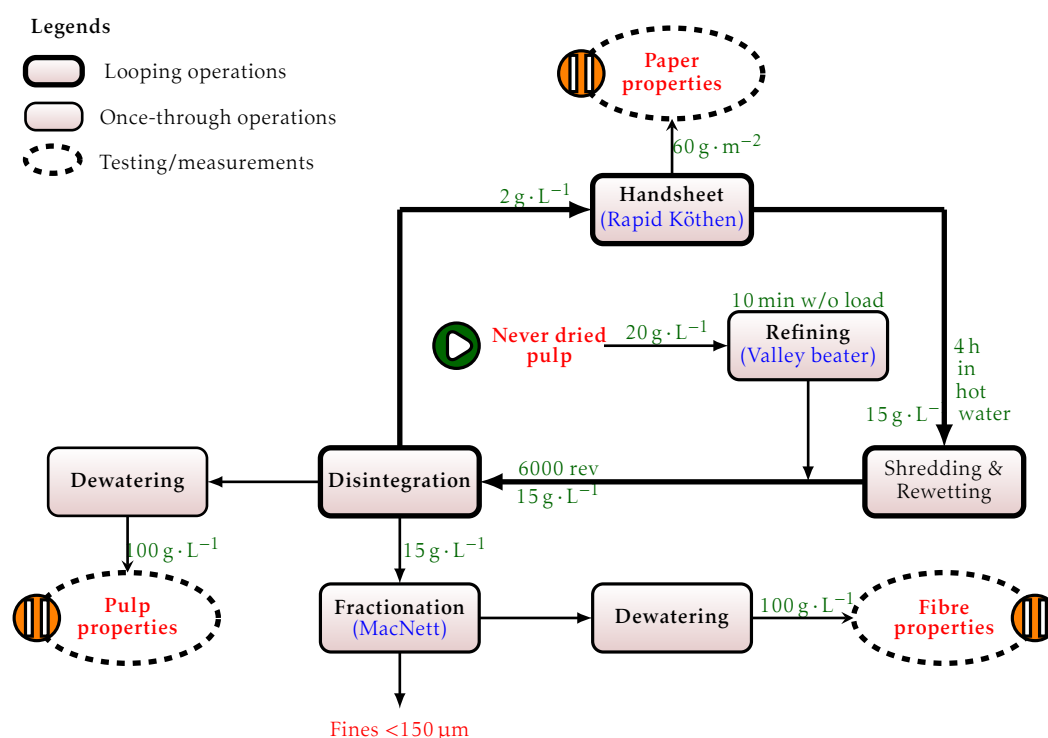 Legends
Looping operations
Once-through operations
Testing/measurements
Paper
properties
60 g·m⁻²
2 g·L⁻¹
Handsheet
(Rapid Köthen)
10 min w/o load
Never dried
pulp
20 g·L⁻¹
Refining
(Valley beater)
4 h
in
hot
water
15 g·L⁻
Dewatering
Disintegration
6000 rev
15 g·L⁻¹
Shredding &
Rewetting
100 g·L⁻¹
15 g·L⁻¹
Pulp
properties
Fractionation
(MacNett)
Dewatering
100 g·L⁻¹
Fibre
properties
Fines <150 µm